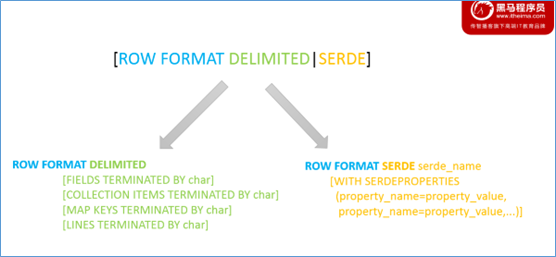 黑马程序员
www.itheima.com
传智播客旗下高端IT教育品牌
[ROW FORMAT DELIMITED|SERDE]
ROW FORMAT DELIMITED
[FIELDS TERMINATED BY char]
[COLLECTION ITEMS TERMINATED BY char]
[MAP KEYS TERMINATED BY char]
[LINES TERMINATED BY char]
ROW FORMAT SERDE serde_name
[WITH SERDEPROPERTIES
(property_name=property_value,
property_name=property_value,...)]